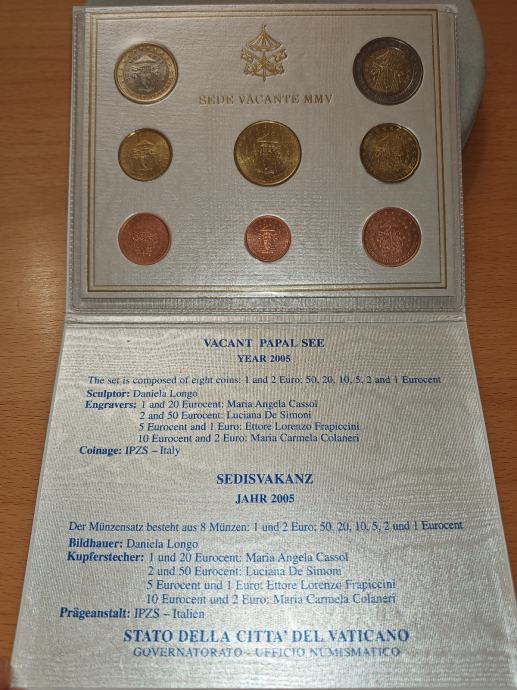 SEDE VACANTE MMV
VACANT PAPAL SEE
YEAR 2005
The set is composed of eight coins: 1 and 2 Euro; 50, 20, 10, 5, 2 and 1 Eurocent
Sculptor: Daniela Longo
Engravers: 1 and 20 Eurocent: Maria Angela Cassol
2 and 50 Eurocent: Luciana De Simoni
5 Eurocent and 1 Euro: Ettore Lorenzo Frapiccini
10 Eurocent and 2 Euro: Maria Carmela Colaneri
Coinage: IPZS – Italy
SEDISVAKANZ
JAHR 2005
Der Münzensatz besteht aus 8 Münzen: 1 und 2 Euro; 50, 20, 10, 5, 2 und 1 Eurocent
Bildhauer: Daniela Longo
Kupferstecher: 1 und 20 Eurocent: Maria Angela Cassol
2 und 50 Eurocent: Luciana De Simoni
5 Eurocent und 1 Euro: Ettore Lorenzo Frapiccini
10 Eurocent und 2 Euro: Maria Carmela Colaneri
Prägeanstalt: IPZS – Italien
STATO DELLA CITTA' DEL VATICANO
GOVERNATORATO - UFFICIO NUMISMATICO